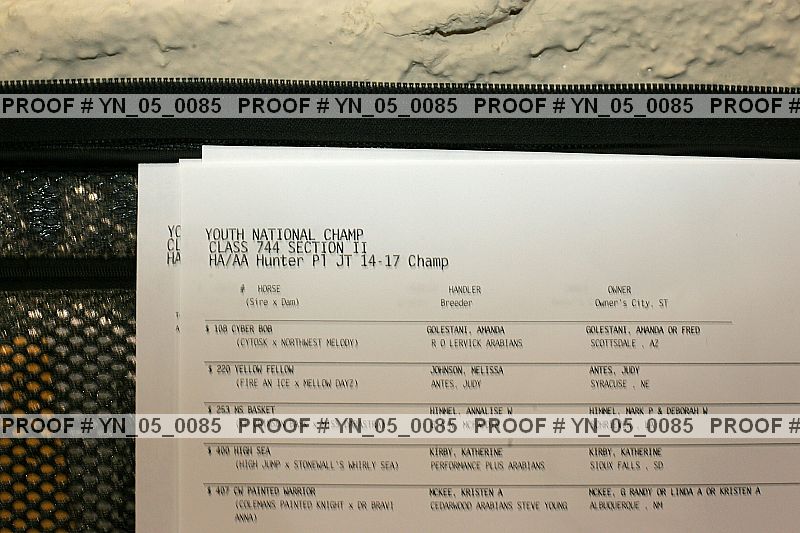 PROOF # YN_05_0085 PROOF # YN_05_0085 PROOF # YN_05_0085 PROOF #
YC
CL
HA
YOUTH NATIONAL CHAMP
CLASS 744 SECTION II
HA/AA Hunter Pl JT 14-17 Champ
# HORSE HANDLER OWNER
(Sire x Dam) Breeder Owner's City, ST
$ 108 CYBER BOB GOLESTANI, AMANDA GOLESTANI, AMANDA OR FRED
(CYTOSK x NORTHWEST MELODY) R O LERVICK ARABIANS SCOTTSDALE , AZ
$ 220 YELLOW FELLOW JOHNSON, MELISSA ANTES, JUDY
(FIRE AN ICE x MELLOW DAYZ) ANTES, JUDY SYRACUSE , NE
$ 253 MS BASKET HIMMEL, ANNALISE W HIMMEL, MARK P & DEBORAH W
PROOF # YN_05_0085 PROOF # YN_05_0085 PROOF # YN_05_0085 PROOF #
$ 400 HIGH SEA KIRBY, KATHERINE KIRBY, KATHERINE
(HIGH JUMP x STONEWALL'S WHIRLY SEA) PERFORMANCE PLUS ARABIANS SIOUX FALLS , SD
$ 407 CW PAINTED WARRIOR MCKEE, KRISTEN A MCKEE, G RANDY OR LINDA A OR KRISTEN A
(COLEMANS PAINTED KNIGHT x DR BRAVI CEDARWOOD ARABIANS STEVE YOUNG ALBUQUERQUE , NM
ANNA)